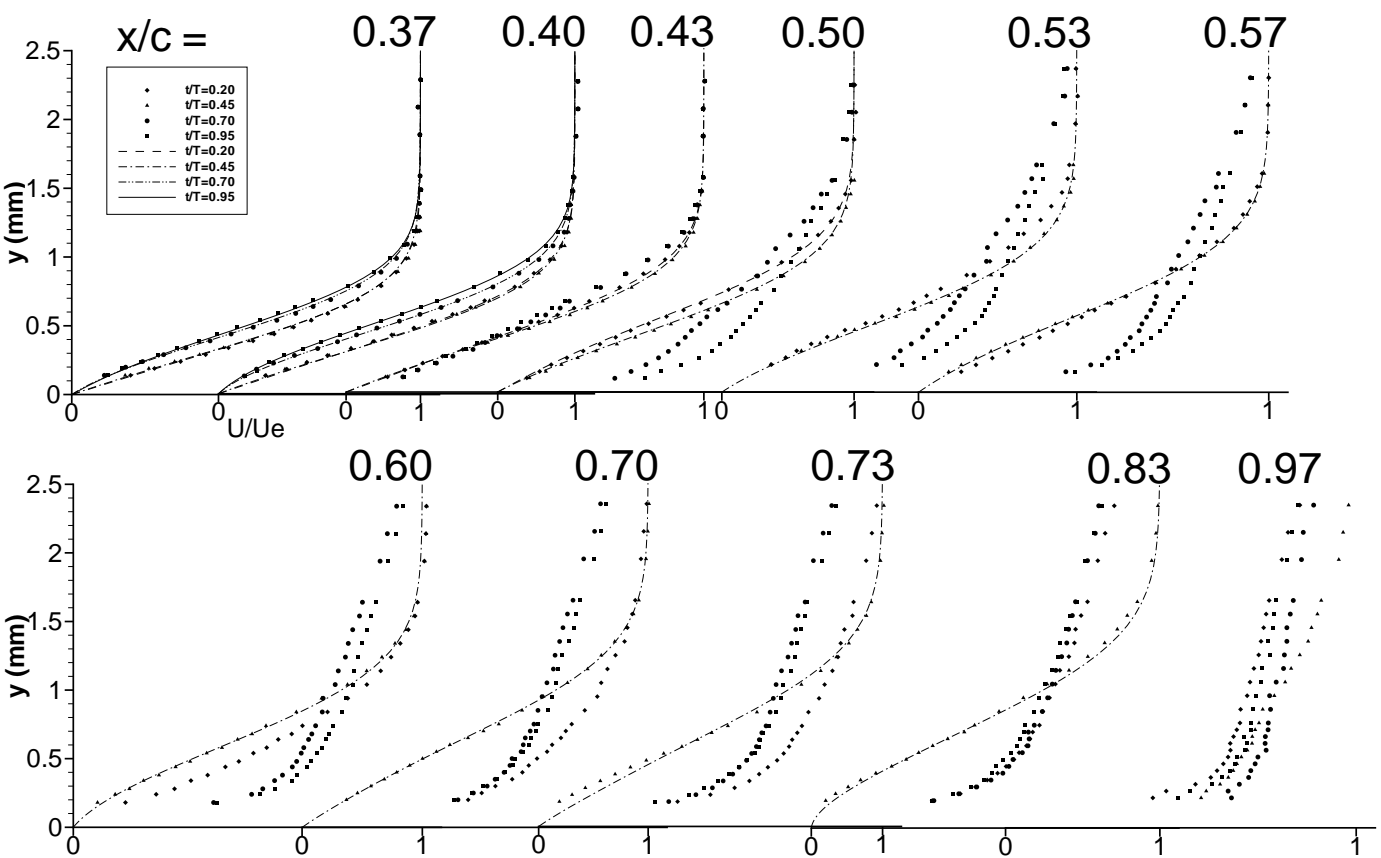 x/c = 0.37 0.40 0.43 0.50 0.53 0.57
2.5
t/T=0.20
t/T=0.45
t/T=0.70
t/T=0.95
t/T=0.20
t/T=0.45
t/T=0.70
t/T=0.95
2
1.5
y (mm)
1
0.5
0
0 0 0 1 0 1 1 0 1 0 1 1
U/Ue
0.60 0.70 0.73 0.83 0.97
2.5
2
1.5
y (mm)
1
0.5
0
0 0 1 0 1 0 1 0 1 1